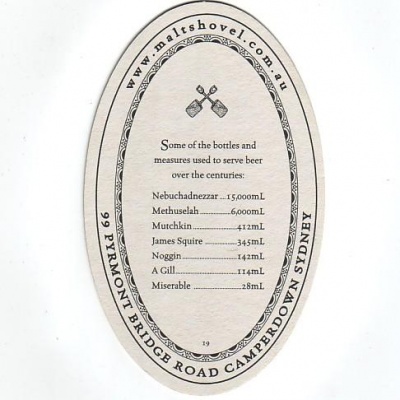 www.maltshovel.com.au
Some of the bottles and
measures used to serve beer
over the centuries:
Nebuchadnezzar ...15,000mL
Methuselah ............6,000mL
Mutchkin ................412mL
James Squire ...........345mL
Noggin ...................142mL
A Gill .....................114mL
Miserable .................28mL
19
99 PYRMONT BRIDGE ROAD CAMPERDOWN SYDNEY